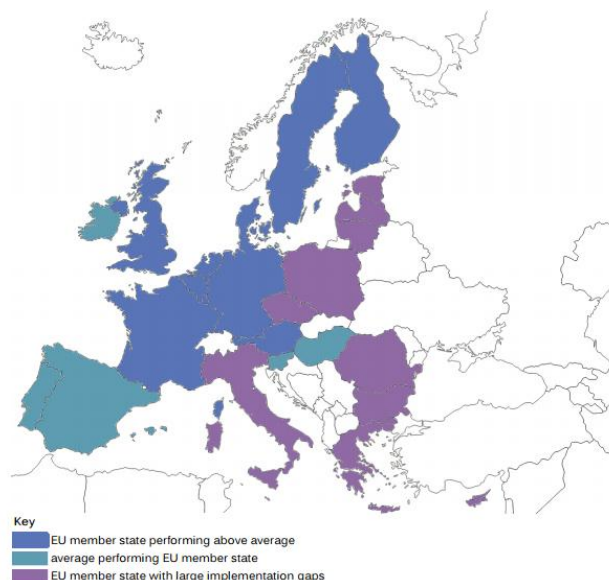 Key
EU member state performing above average
average performing EU member state
EU member state with large implementation gaps